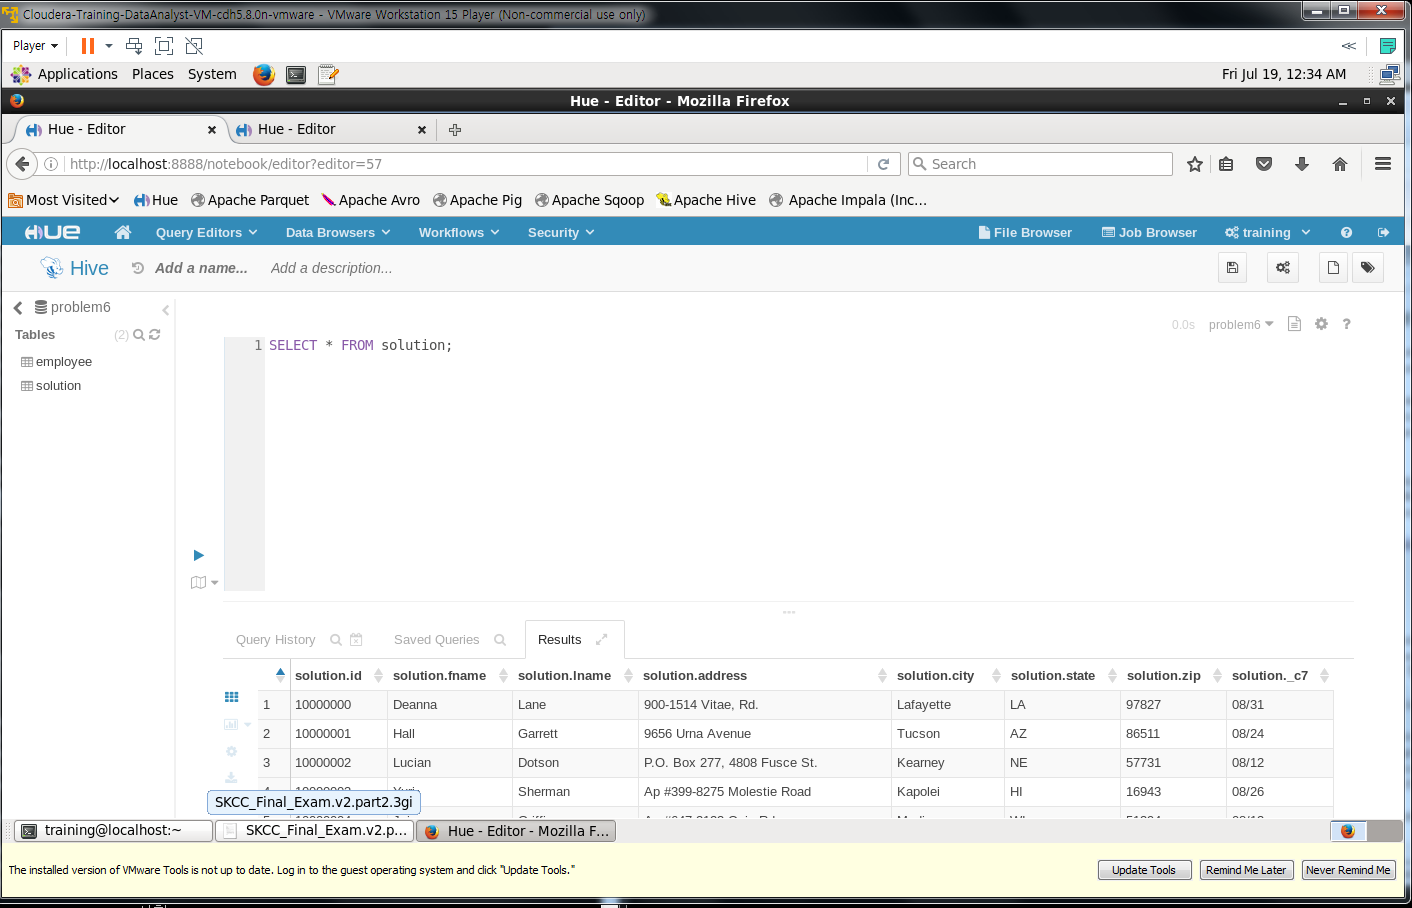 Cloudera-Training-DataAnalyst-VM-cdh5.8.0n-vmware - VMware Workstation 15 Player (Non-commercial use only)
Player
Applications Places System Fri Jul 19, 12:34 AM
Hue - Editor - Mozilla Firefox
Hue - Editor Hue - Editor
http://localhost:8888/notebook/editor?editor=57 Search
Most Visited Hue Apache Parquet Apache Avro Apache Pig Apache Sqoop Apache Hive Apache Impala (Inc...
HUE Query Editors Data Browsers Workflows Security File Browser Job Browser training
Hive Add a name... Add a description...
problem6
Tables (2)
employee
solution
0.0s problem6
1 SELECT * FROM solution;
Query History Saved Queries Results
solution.id solution.fname solution.lname solution.address solution.city solution.state solution.zip solution._c7
1 10000000 Deanna Lane 900-1514 Vitae, Rd. Lafayette LA 97827 08/31
2 10000001 Hall Garrett 9656 Urna Avenue Tucson AZ 86511 08/24
3 10000002 Lucian Dotson P.O. Box 277, 4808 Fusce St. Kearney NE 57731 08/12
Sherman Ap #399-8275 Molestie Road Kapolei HI 16943 08/26
SKCC_Final_Exam.v2.part2.3gi
training@localhost:~ SKCC_Final_Exam.v2.p... Hue - Editor - Mozilla F...
The installed version of VMware Tools is not up to date. Log in to the guest operating system and click "Update Tools." Update Tools Remind Me Later Never Remind Me